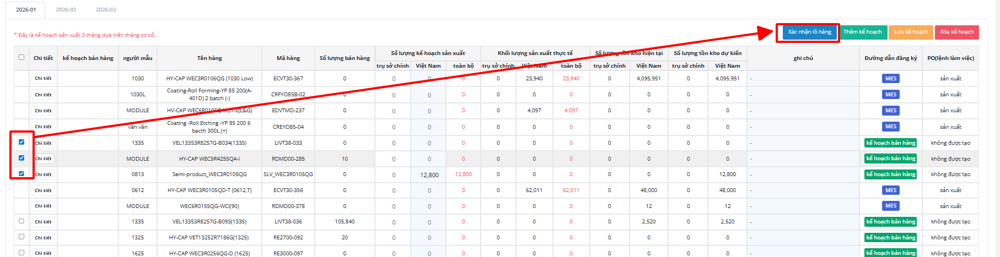 2026-01 2026-02 2026-03
* Đây là kế hoạch sản xuất 3 tháng dựa trên tháng cơ sở..
Xác nhận lô hàng Thêm kế hoạch Lưu kế hoạch Xóa kế hoạch
Chi tiết kế hoạch bán hàng người mẫu Tên hàng Mã hàng Số lượng bán hàng Số lượng kế hoạch sản xuất Khối lượng sản xuất thực tế Số lượng tồn kho hiện tại Số lượng tồn kho dự kiến ghi chú Đường dẫn đăng ký PO(lệnh làm việc)
trụ sở chính Việt Nam toàn bộ trụ sở chính Việt Nam toàn bộ trụ sở chính Việt Nam trụ sở chính Việt Nam
Chi tiết 1030 HY-CAP WEC3R0106QG (1030 Low) ECVT30-367 0 0 0 0 0 23,940 23,940 0 4,095,951 0 4,095,951 - MES sản xuất
Chi tiết 1030L Coating-Roll Forming-YP 85 200(A-
401D) 2 batch (-) CRFYO85B-02 0 0 0 0 0 0 0 0 0 0 0 - MES sản xuất
Chi tiết MODULE HY-CAP EDVTMD-237 0 0 0 0 0 4,097 4,097 0 0 0 0 - MES sản xuất
Chi tiết vân vân Coating -Roll Etching -YP 85 200 6
bacth 300L (+) CREYO85-04 0 0 0 0 0 0 0 0 0 0 0 - MES sản xuất
Chi tiết 1335 VEL13353R8257G-B034(1335) LIVT38-033 0 0 0 0 0 0 0 0 0 0 0 - kế hoạch bán hàng không được tạo
Chi tiết MODULE HY-CAP WEC5R4255QA-I RDMD00-285 10 0 0 0 0 0 0 0 0 0 0 - kế hoạch bán hàng không được tạo
Chi tiết 0813 Semi-product_WEC3R0105QG SLV_WEC3R0105QG 0 0 12,800 12,800 0 0 0 0 0 0 12,800 - kế hoạch bán hàng không được tạo
Chi tiết 0612 HY-CAP WEC3R0105QD-T (0612,T) ECVT30-356 0 0 0 0 0 62,011 62,011 0 48,000 0 48,000 - MES sản xuất
Chi tiết MODULE WEC6R0155QG-WCI(90) RDMD00-378 0 0 0 0 0 0 0 0 12 0 12 - MES sản xuất
Chi tiết 1335 VEL13353R8257G-B093(1335) LIVT38-036 105,840 0 0 0 0 0 0 0 2,520 0 2,520 - kế hoạch bán hàng không được tạo
Chi tiết 1325 HY-CAP VET13252R7186G(1325) RE2700-092 20 0 0 0 0 0 0 0 0 0 0 - kế hoạch bán hàng không được tạo
Chi tiết 1625 HY-CAP WEC3R0256QG-D (1625) RE3000-097 0 0 0 0 0 0 0 0 0 0 0 - kế hoạch bán hàng không được tạo